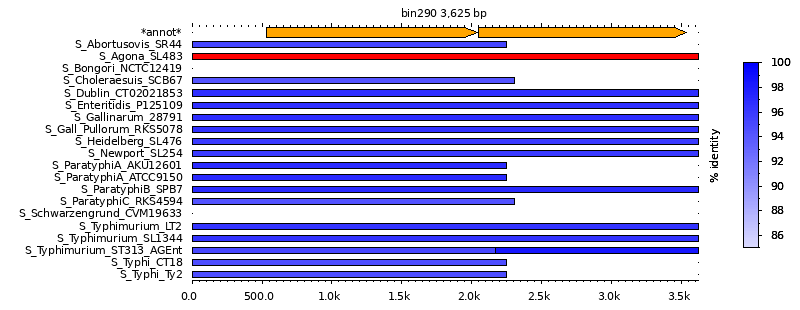 bin290 3,625 bp
*annot*
S_Abortusovis_SR44
S_Agona_SL483
S_Bongori_NCTC12419
S_Choleraesuis_SCB67
S_Dublin_CT02021853
S_Enteritidis_P125109
S_Gallinarum_28791
S_Gall_Pullorum_RKS5078
S_Heidelberg_SL476
S_Newport_SL254
S_ParatyphiA_AKU12601
S_ParatyphiA_ATCC9150
S_ParatyphiB_SPB7
S_ParatyphiC_RKS4594
S_Schwarzengrund_CVM19633
S_Typhimurium_LT2
S_Typhimurium_SL1344
S_Typhimurium_ST313_AGEnt
S_Typhi_CT18
S_Typhi_Ty2
0.0 500.0 1.0k 1.5k 2.0k 2.5k 3.0k 3.5k
% identity
100
98
96
94
92
90
88
86